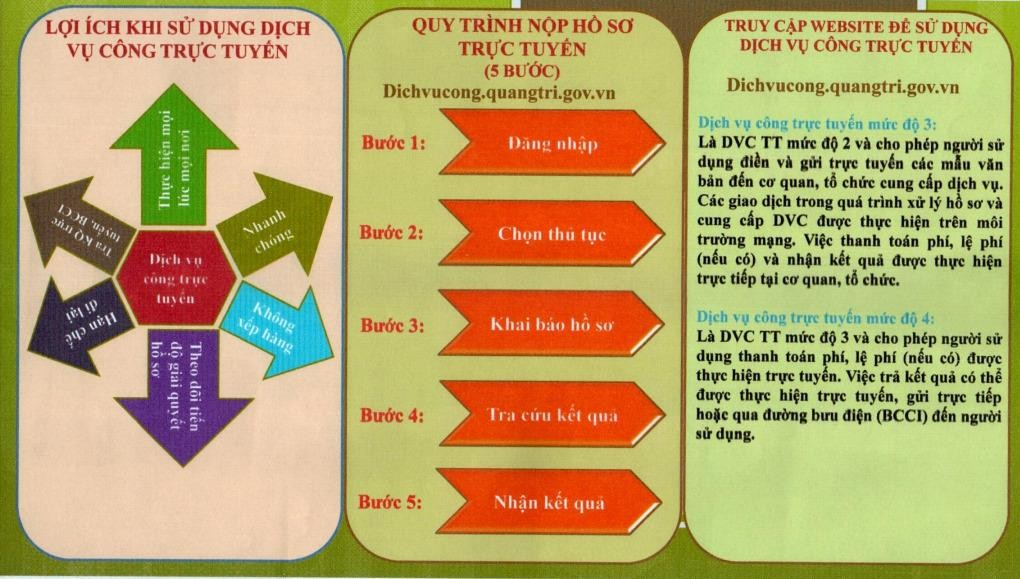 LỢI ÍCH KHI SỬ DỤNG DỊCH
VỤ CÔNG TRỰC TUYẾN
Thực hiện mọi
lúc mọi nơi
Nhanh
chóng
Không
xếp hàng
Theo dõi tiến
độ giải quyết
hồ sơ
Hạn chế
đi lại
Trả KQ trực
tuyến, BCCI
Dịch vụ
công trực
tuyến
QUY TRÌNH NỘP HỒ SƠ
TRỰC TUYẾN
(5 BƯỚC)
Dichvucong.quangtri.gov.vn
Bước 1: Đăng nhập
Bước 2: Chọn thủ tục
Bước 3: Khai báo hồ sơ
Bước 4: Tra cứu kết quả
Bước 5: Nhận kết quả
TRUY CẬP WEBSITE ĐỂ SỬ DỤNG
DỊCH VỤ CÔNG TRỰC TUYẾN
Dichvucong.quangtri.gov.vn
Dịch vụ công trực tuyến mức độ 3:
Là DVC TT mức độ 2 và cho phép người sử
dụng điền và gửi trực tuyến các mẫu văn
bản đến cơ quan, tổ chức cung cấp dịch vụ.
Các giao dịch trong quá trình xử lý hồ sơ và
cung cấp DVC được thực hiện trên môi
trường mạng. Việc thanh toán phí, lệ phí
(nếu có) và nhận kết quả được thực hiện
trực tiếp tại cơ quan, tổ chức.
Dịch vụ công trực tuyến mức độ 4:
Là DVC TT mức độ 3 và cho phép người sử
dụng thanh toán phí, lệ phí (nếu có) được
thực hiện trực tuyến. Việc trả kết quả có thể
được thực hiện trực tuyến, gửi trực tiếp
hoặc qua đường bưu điện (BCCI) đến người
sử dụng.